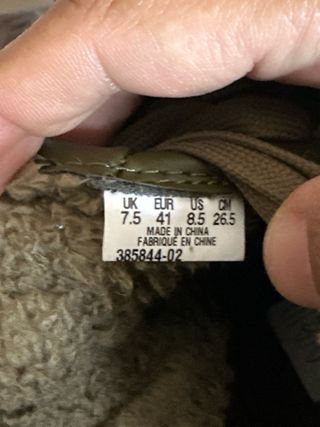 UK EUR US CM
7.5 41 8.5 26.5
MADE IN CHINA
FABRIQUÉ EN CHINE
385844-02